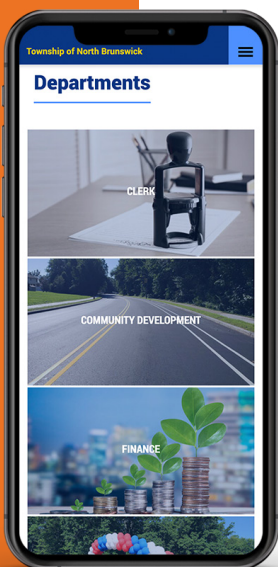 Township of North Brunswick
Departments
CLERK
COMMUNITY DEVELOPMENT
FINANCE